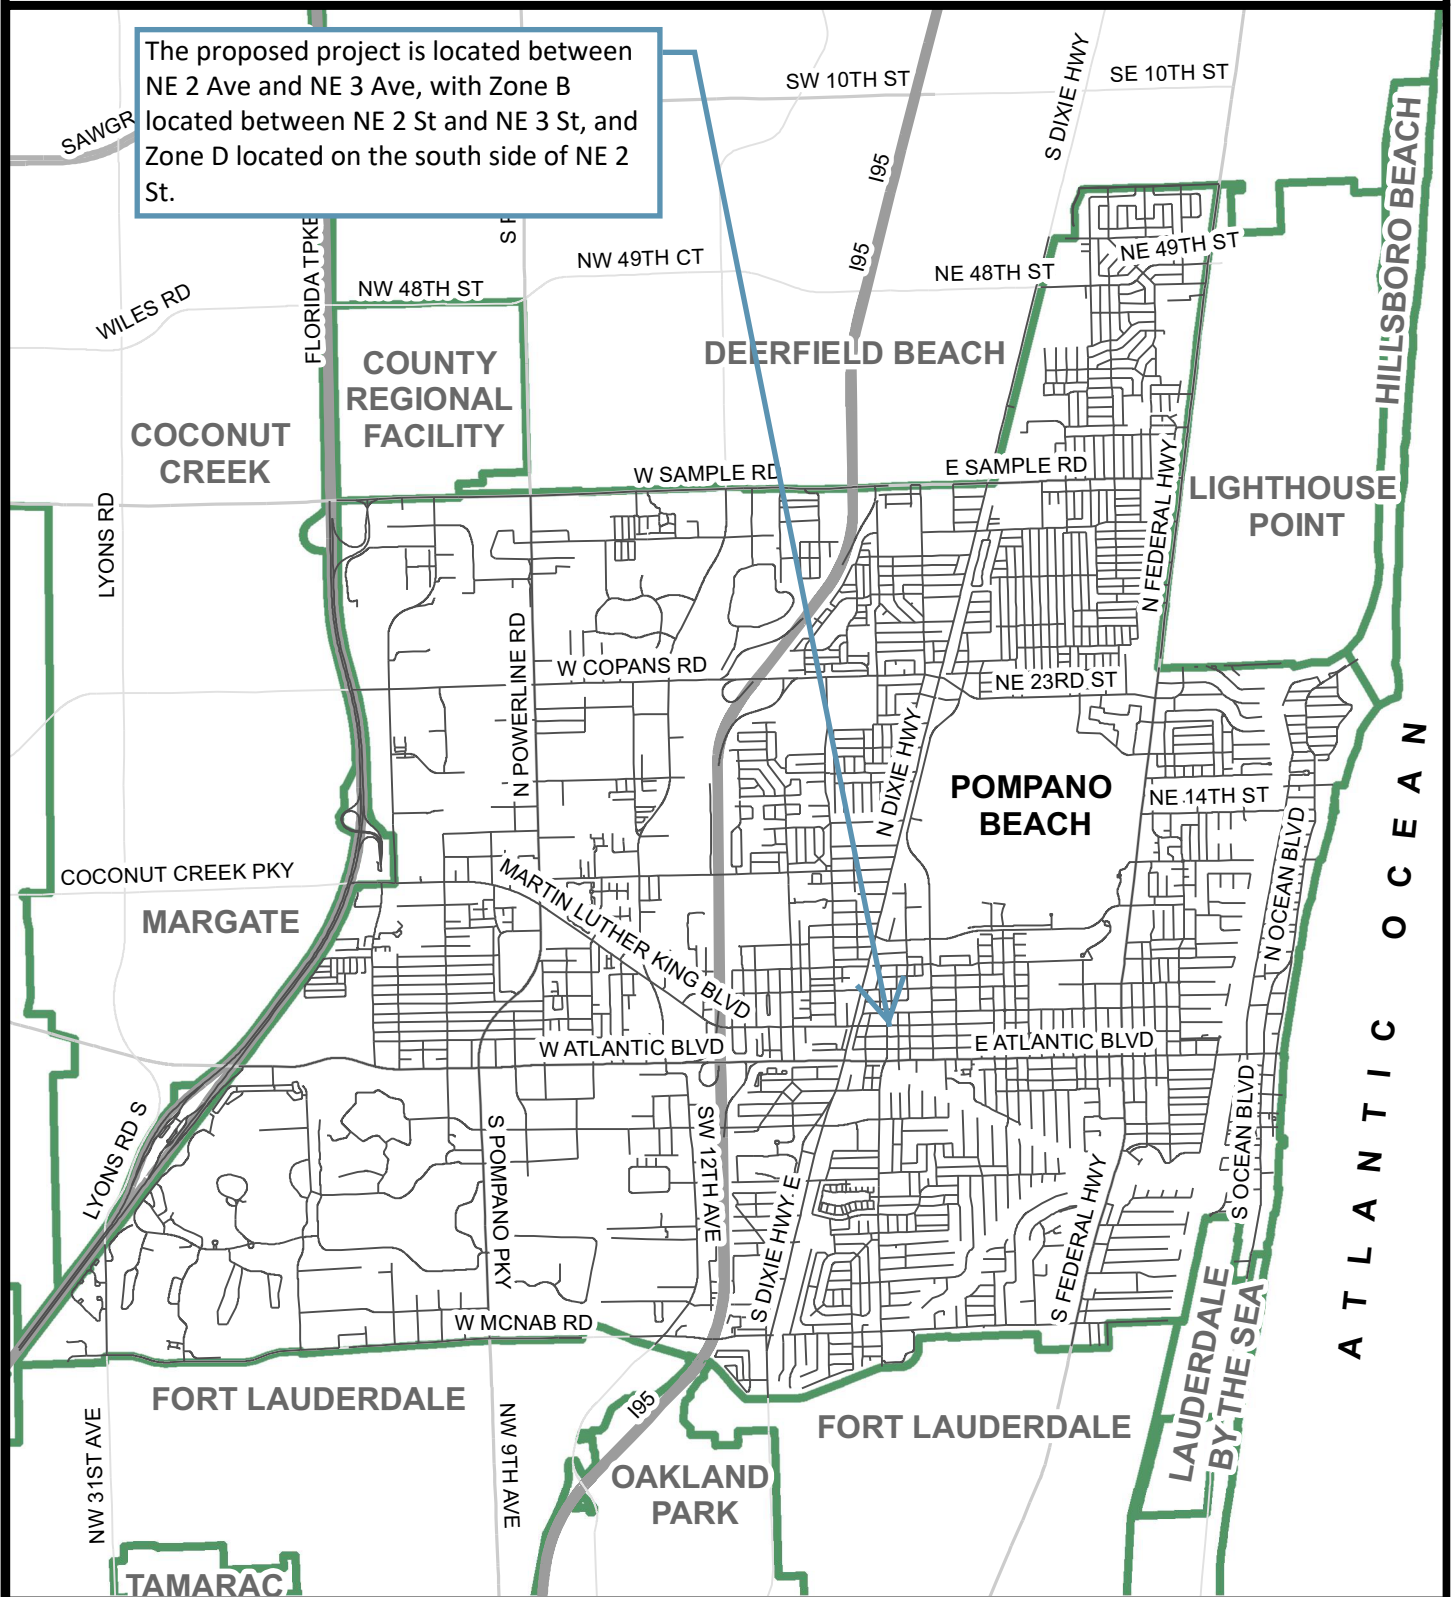 The proposed project is located between
NE 2 Ave and NE 3 Ave, with Zone B
located between NE 2 St and NE 3 St, and
Zone D located on the south side of NE 2
St.
SW 10TH ST
SE 10TH ST
S DIXIE HWY
SAWGR
I95
I95
HILLSBORO BEACH
FLORIDA TPKE
NW 49TH CT
NE 49TH ST
NE 48TH ST
NW 48TH ST
WILES RD
DEERFIELD BEACH
COUNTY
REGIONAL
FACILITY
COCONUT
CREEK
W SAMPLE RD
E SAMPLE RD
N FEDERAL HWY
LIGHTHOUSE
POINT
LYONS RD
N POWERLINE RD
W COPANS RD
NE 23RD ST
N DIXIE HWY
POMPANO
BEACH
NE 14TH ST
N OCEAN BLVD
ATLANTIC OCEAN
COCONUT CREEK PKY
MARTIN LUTHER KING BLVD
MARGATE
W ATLANTIC BLVD
E ATLANTIC BLVD
LYONS RD S
S POMPANO PKY
SW 12TH AVE
S DIXIE HWY E
S FEDERAL HWY
S OCEAN BLVD
W MCNAB RD
LAUDERDALE
BY THE SEA
FORT LAUDERDALE
FORT LAUDERDALE
I95
NW 31ST AVE
NW 9TH AVE
OAKLAND
PARK
TAMARAC